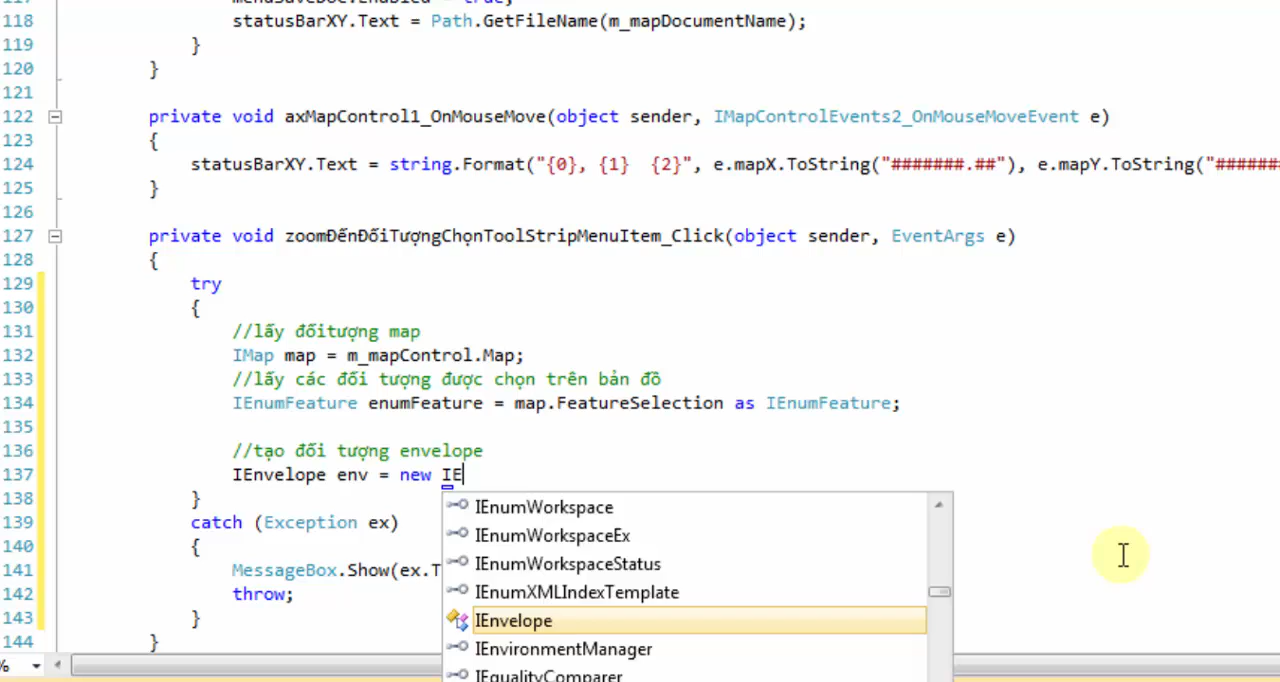 118 statusBarXY.Text = Path.GetFileName(m_mapDocumentName);
119 }
120 }
121
122 private void axMapControl1_OnMouseMove(object sender, IMapControlEvents2_OnMouseMoveEvent e)
123 {
124 statusBarXY.Text = string.Format("{0}, {1}  {2}", e.mapX.ToString("#######.##"), e.mapY.ToString("######
125 }
126
127 private void zoomĐếnĐốiTượngChọnToolStripMenuItem_Click(object sender, EventArgs e)
128 {
129 try
130 {
131 //lấy đốitượng map
132 IMap map = m_mapControl.Map;
133 //lấy các đối tượng được chọn trên bản đồ
134 IEnumFeature enumFeature = map.FeatureSelection as IEnumFeature;
135
136 //tạo đối tượng envelope
137 IEnvelope env = new IE
138 }
139 catch (Exception ex)
140 {
141 MessageBox.Show(ex.T
142 throw;
143 }
144 }
IEnumWorkspace
IEnumWorkspaceEx
IEnumWorkspaceStatus
IEnumXMLIndexTemplate
IEnvelope
IEnvironmentManager
IEqualityComparer
%